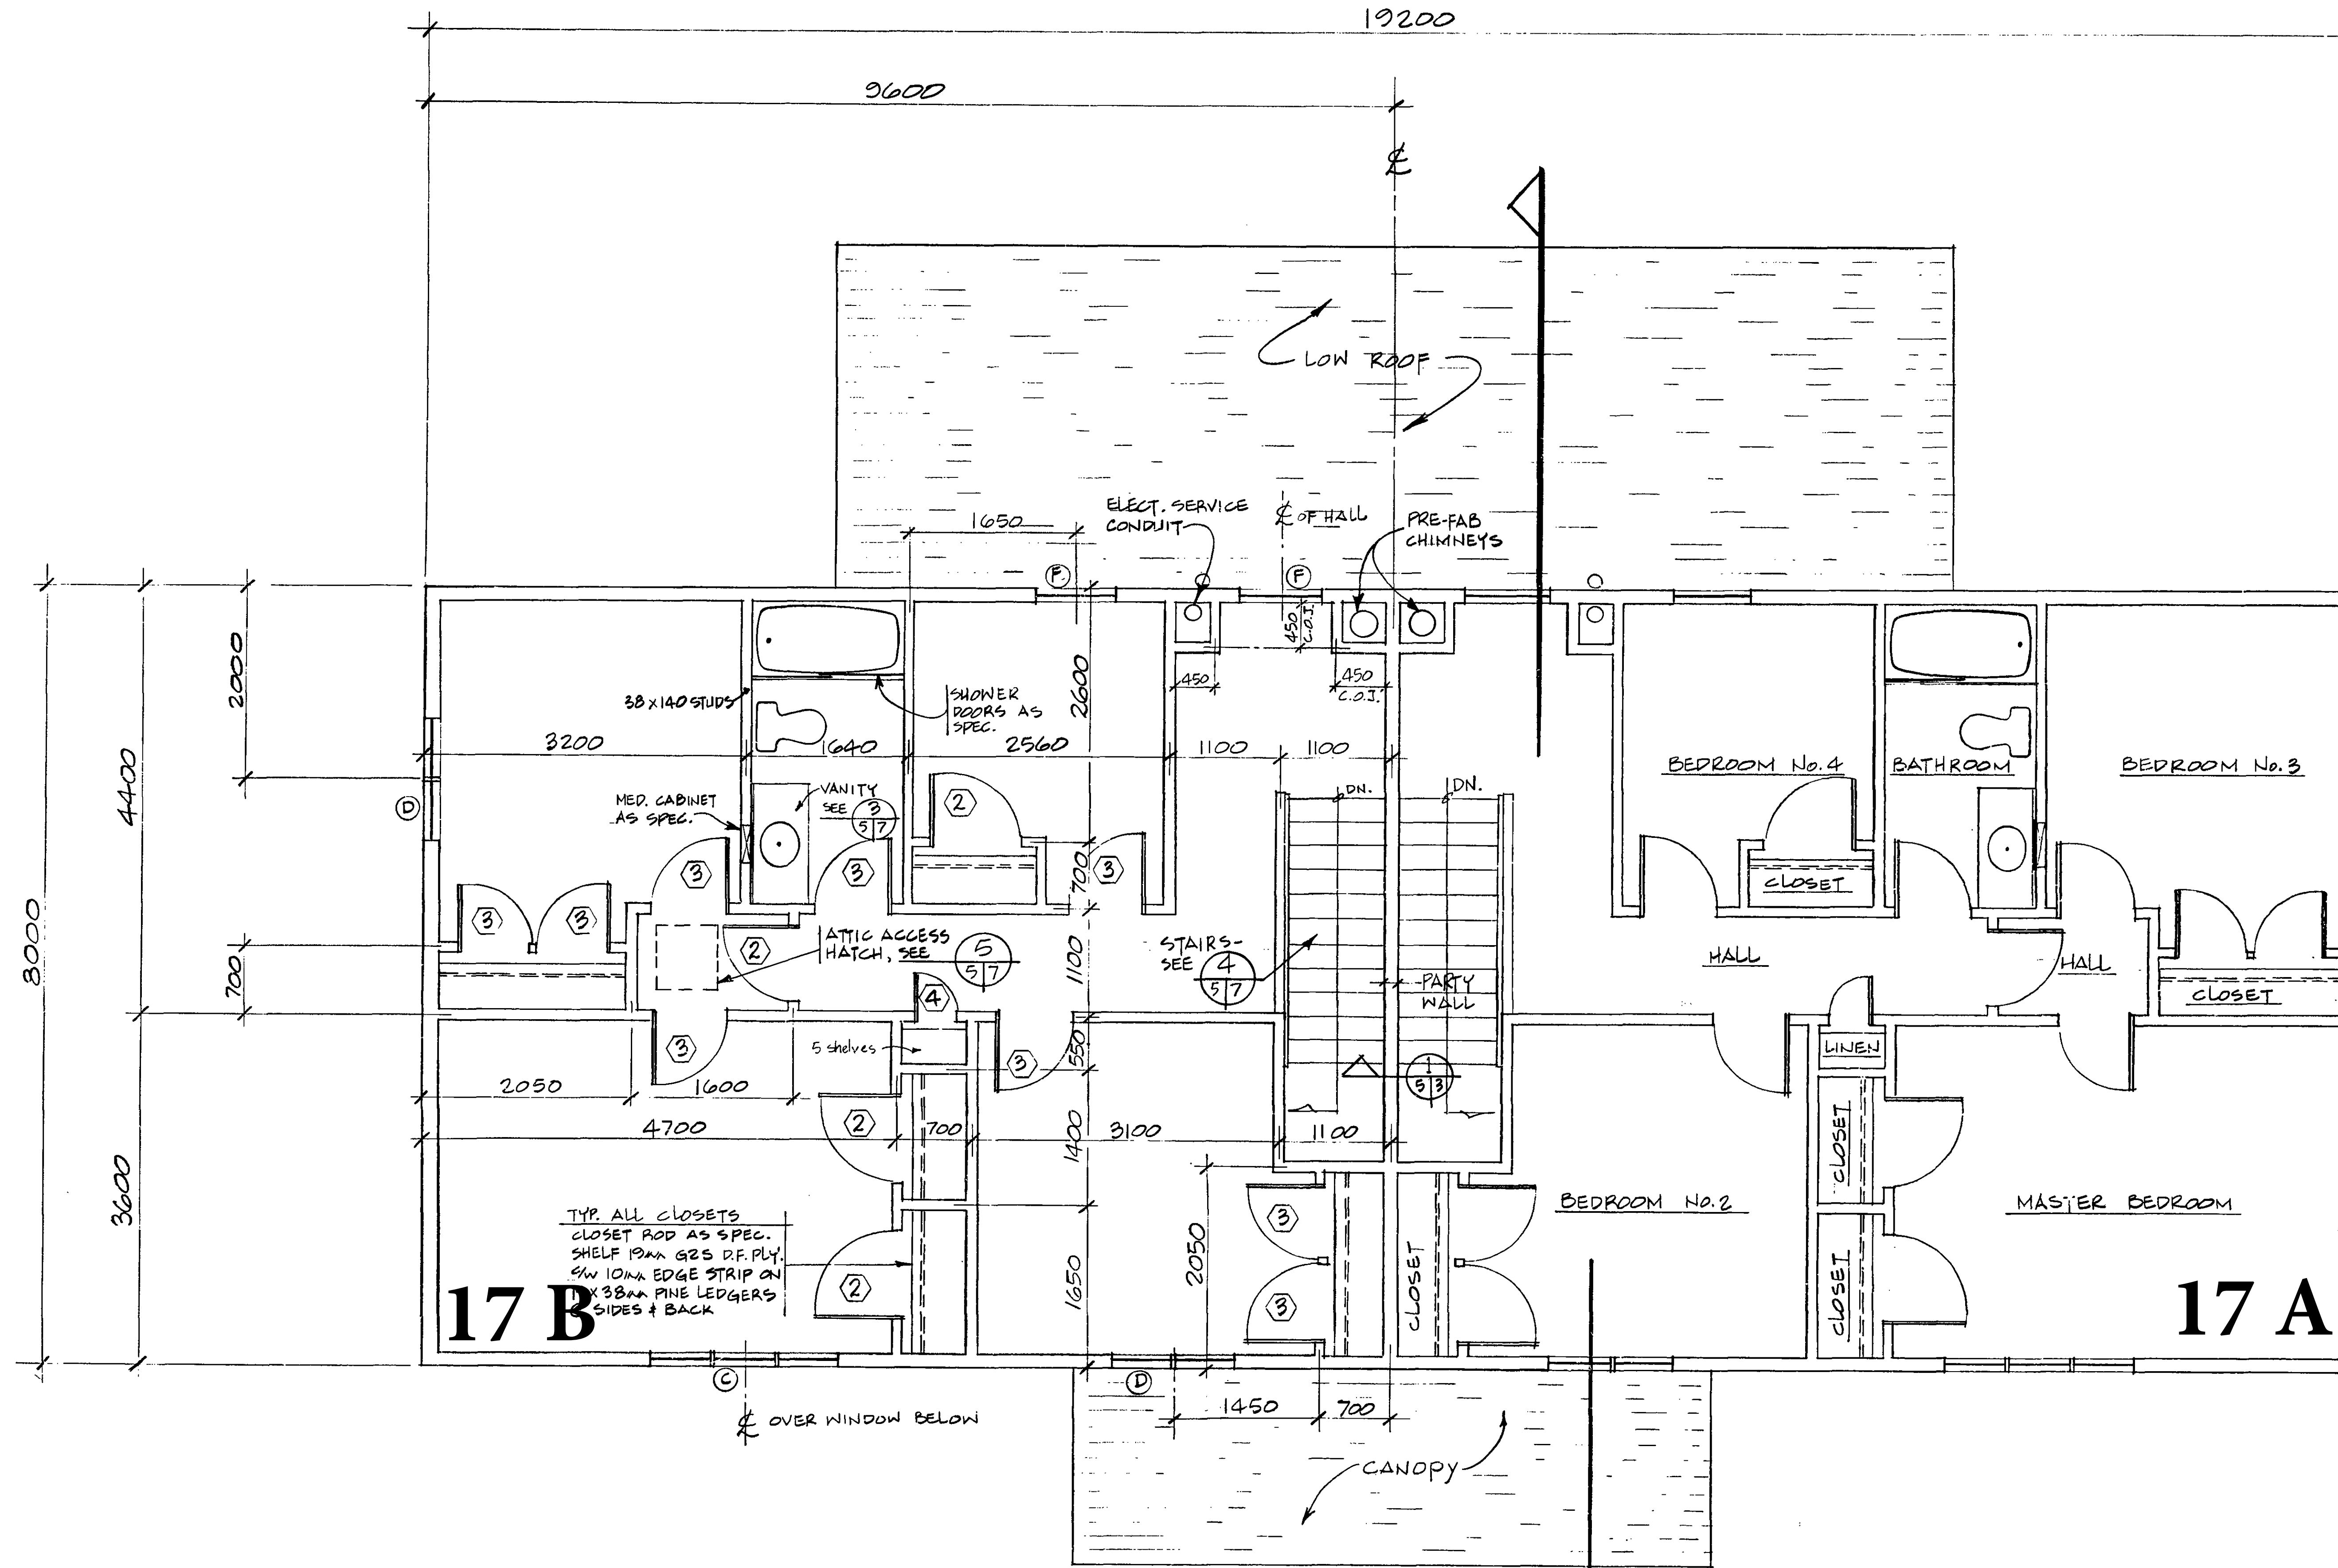 19200
9600
℄
LOW ROOF
ELECT. SERVICE
CONDUIT
℄ OF HALL
PRE-FAB
CHIMNEYS
1650
F
F
450
C.O.J.
450
450
C.O.J.
2000
4400
8000
700
3600
38 x 140 STUDS
SHOWER
DOORS AS
SPEC.
2600
3200
1640
2560
1100
1100
BEDROOM No. 4
BATHROOM
BEDROOM No. 3
D
MED. CABINET
AS SPEC.
VANITY
SEE
3
5 7
2
DN.
DN.
3
3
700
3
CLOSET
3
3
2
ATTIC ACCESS
HATCH, SEE
5
5 7
1100
STAIRS-
SEE
4
5 7
PARTY
WALL
HALL
HALL
CLOSET
4
3
5 shelves
3
550
1
5 3
LINEN
2050
1600
4700
2
700
1400
3100
1100
CLOSET
TYP. ALL CLOSETS
CLOSET ROD AS SPEC.
SHELF 19mm G2S D.F. PLY.
C/W 10mm EDGE STRIP ON
X 38mm PINE LEDGERS
SIDES & BACK
17 B
2
1650
2050
3
3
CLOSET
BEDROOM No. 2
CLOSET
MASTER BEDROOM
17 A
C
℄ OVER WINDOW BELOW
D
1450
700
CANOPY